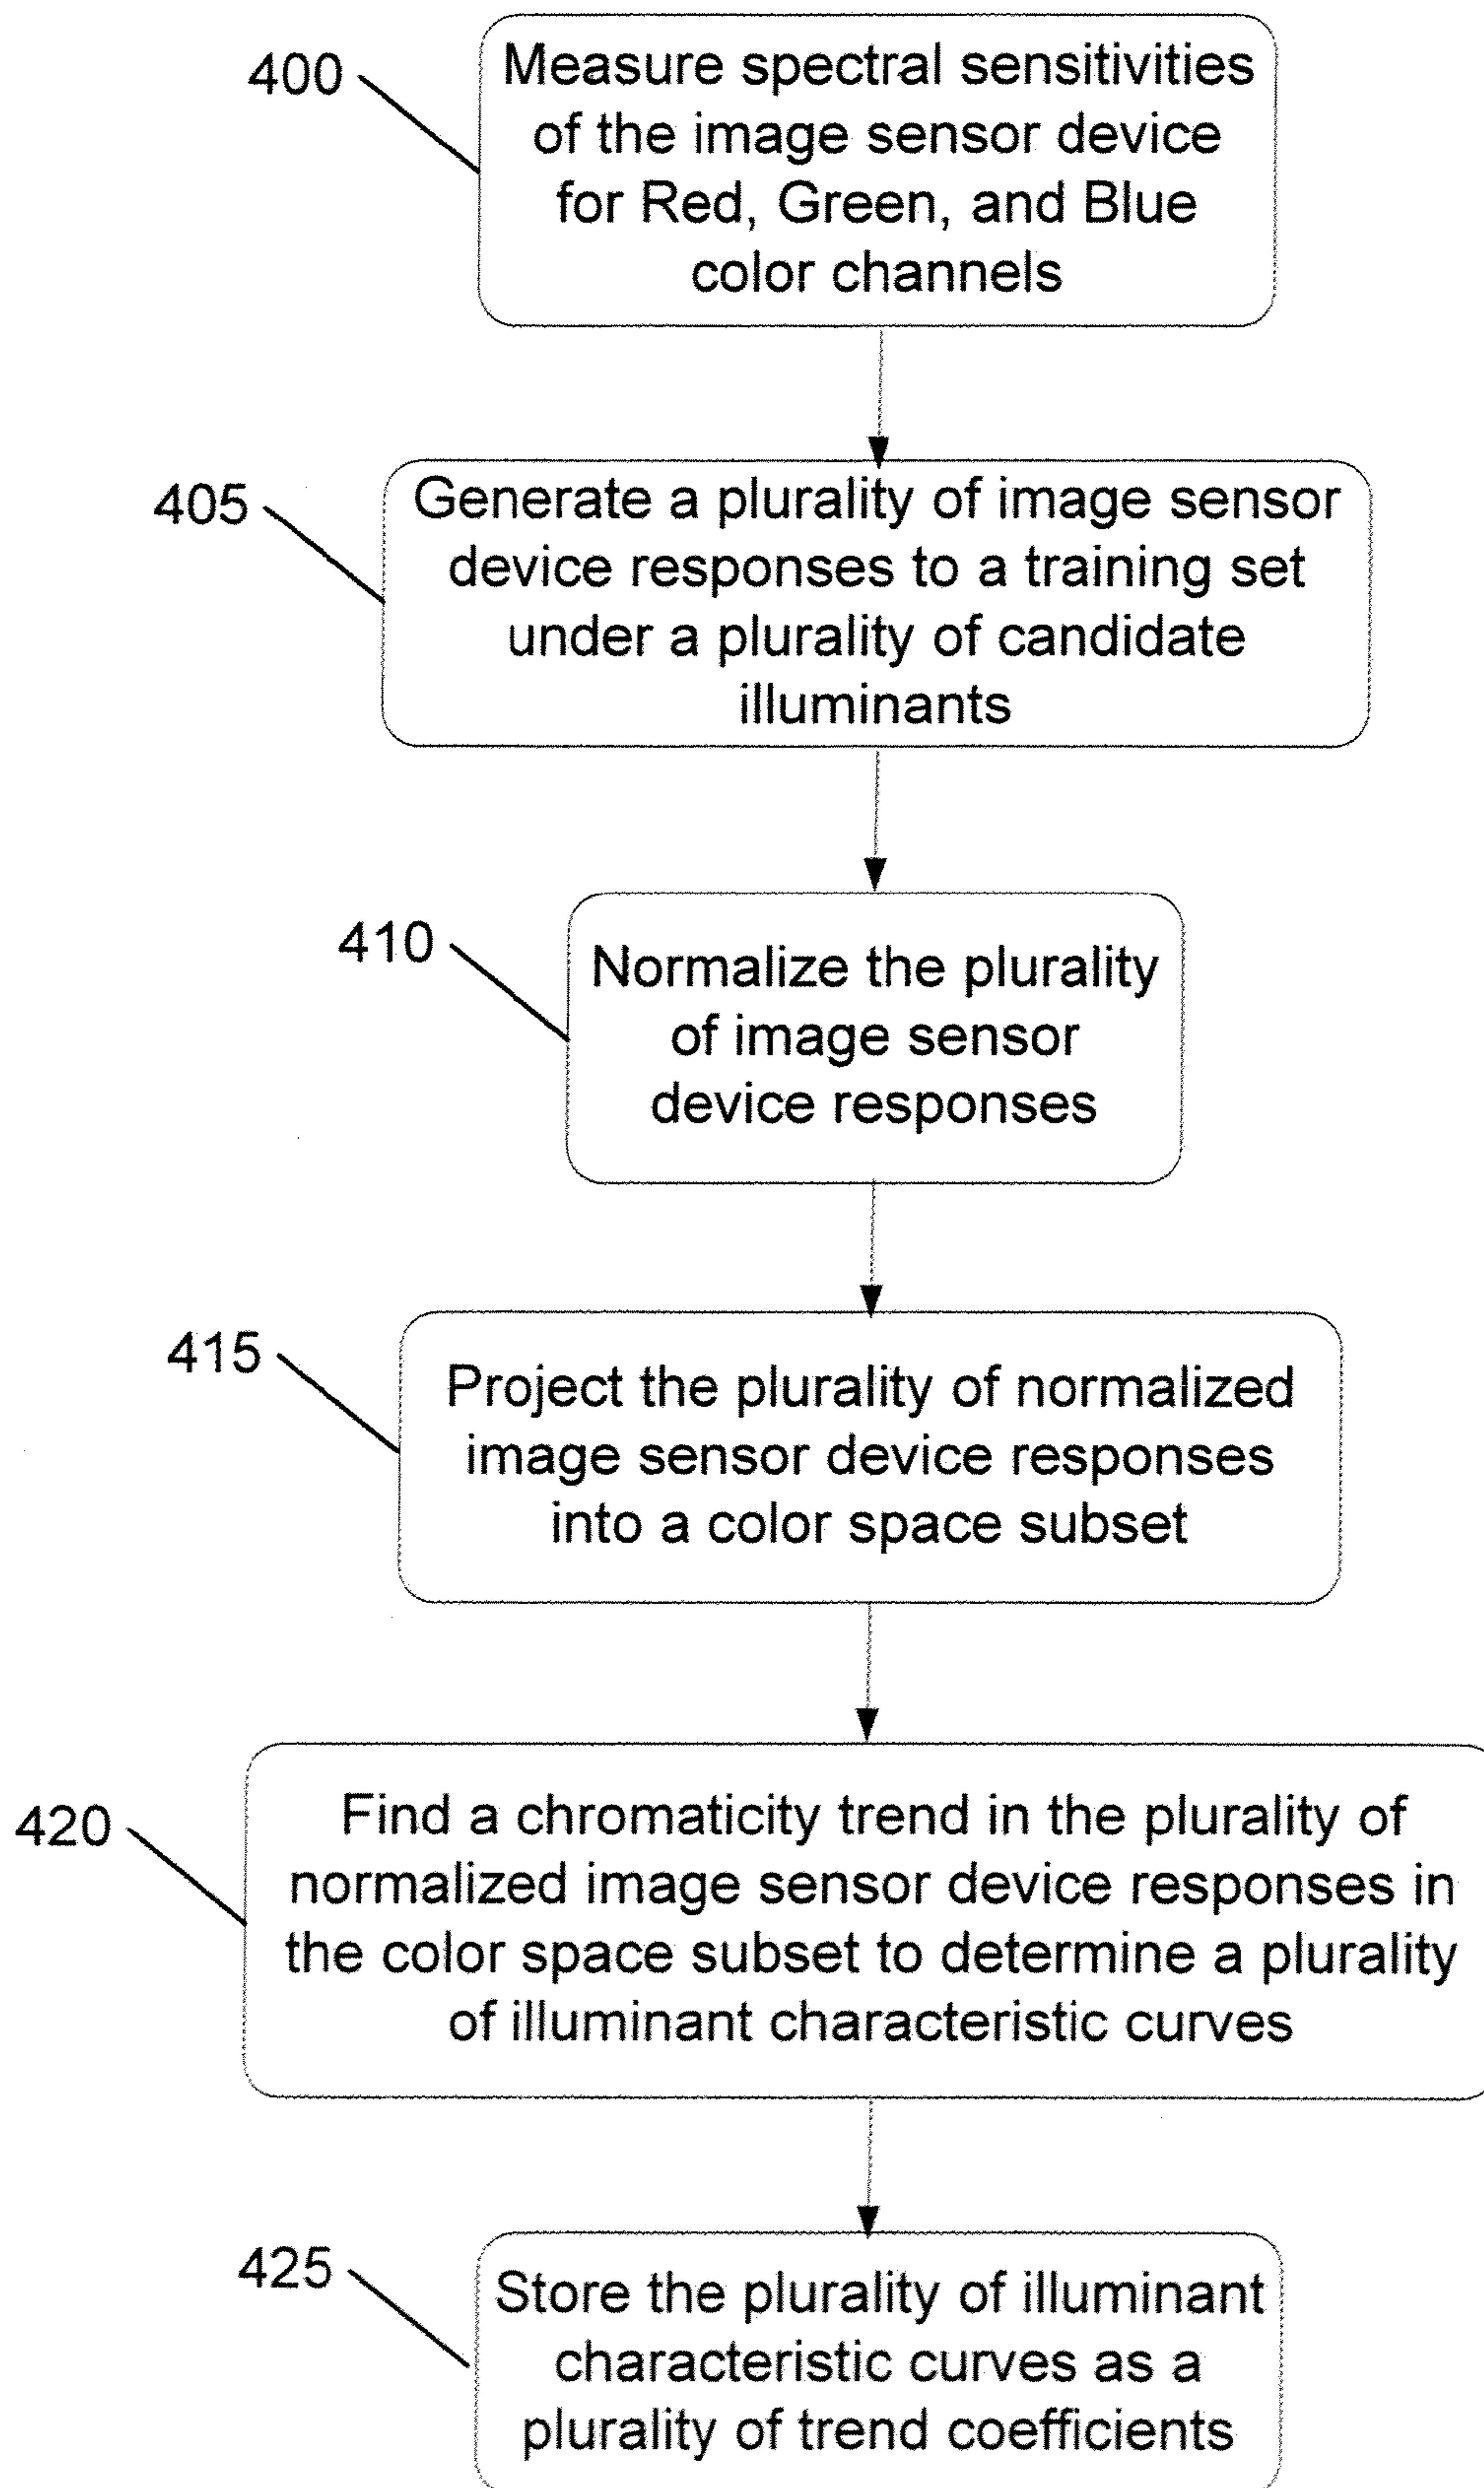 400
Measure spectral sensitivities
of the image sensor device
for Red, Green, and Blue
color channels
405
Generate a plurality of image sensor
device responses to a training set
under a plurality of candidate
illuminants
410
Normalize the plurality
of image sensor
device responses
415
Project the plurality of normalized
image sensor device responses
into a color space subset
420
Find a chromaticity trend in the plurality of
normalized image sensor device responses in
the color space subset to determine a plurality
of illuminant characteristic curves
425
Store the plurality of illuminant
characteristic curves as a
plurality of trend coefficients